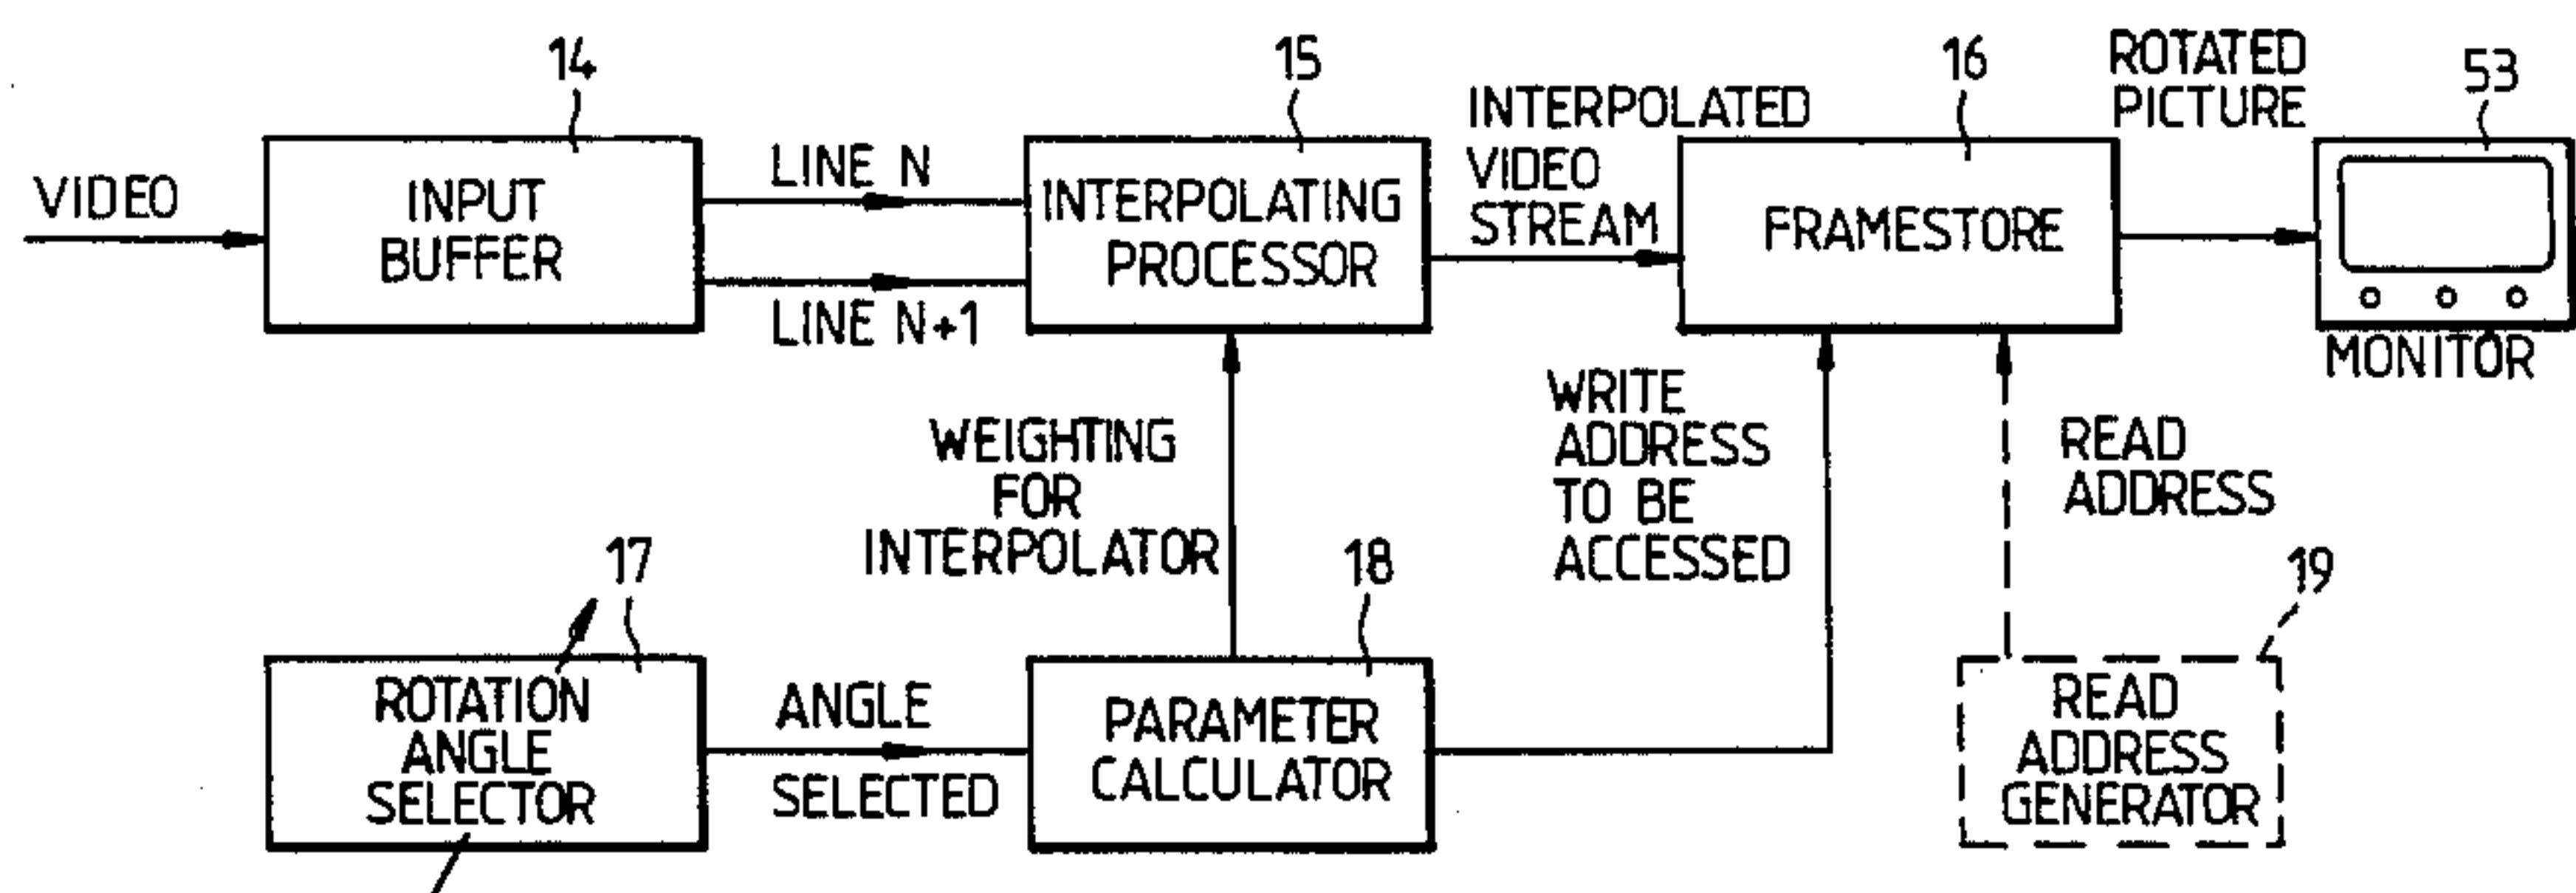 14
15
16
ROTATED
PICTURE
53
VIDEO
INPUT
BUFFER
LINE N
LINE N+1
INTERPOLATING
PROCESSOR
INTERPOLATED
VIDEO
STREAM
FRAMESTORE
MONITOR
WEIGHTING
FOR
INTERPOLATOR
WRITE
ADDRESS
TO BE
ACCESSED
READ
ADDRESS
17
18
19
ROTATION
ANGLE
SELECTOR
ANGLE
SELECTED
PARAMETER
CALCULATOR
READ
ADDRESS
GENERATOR